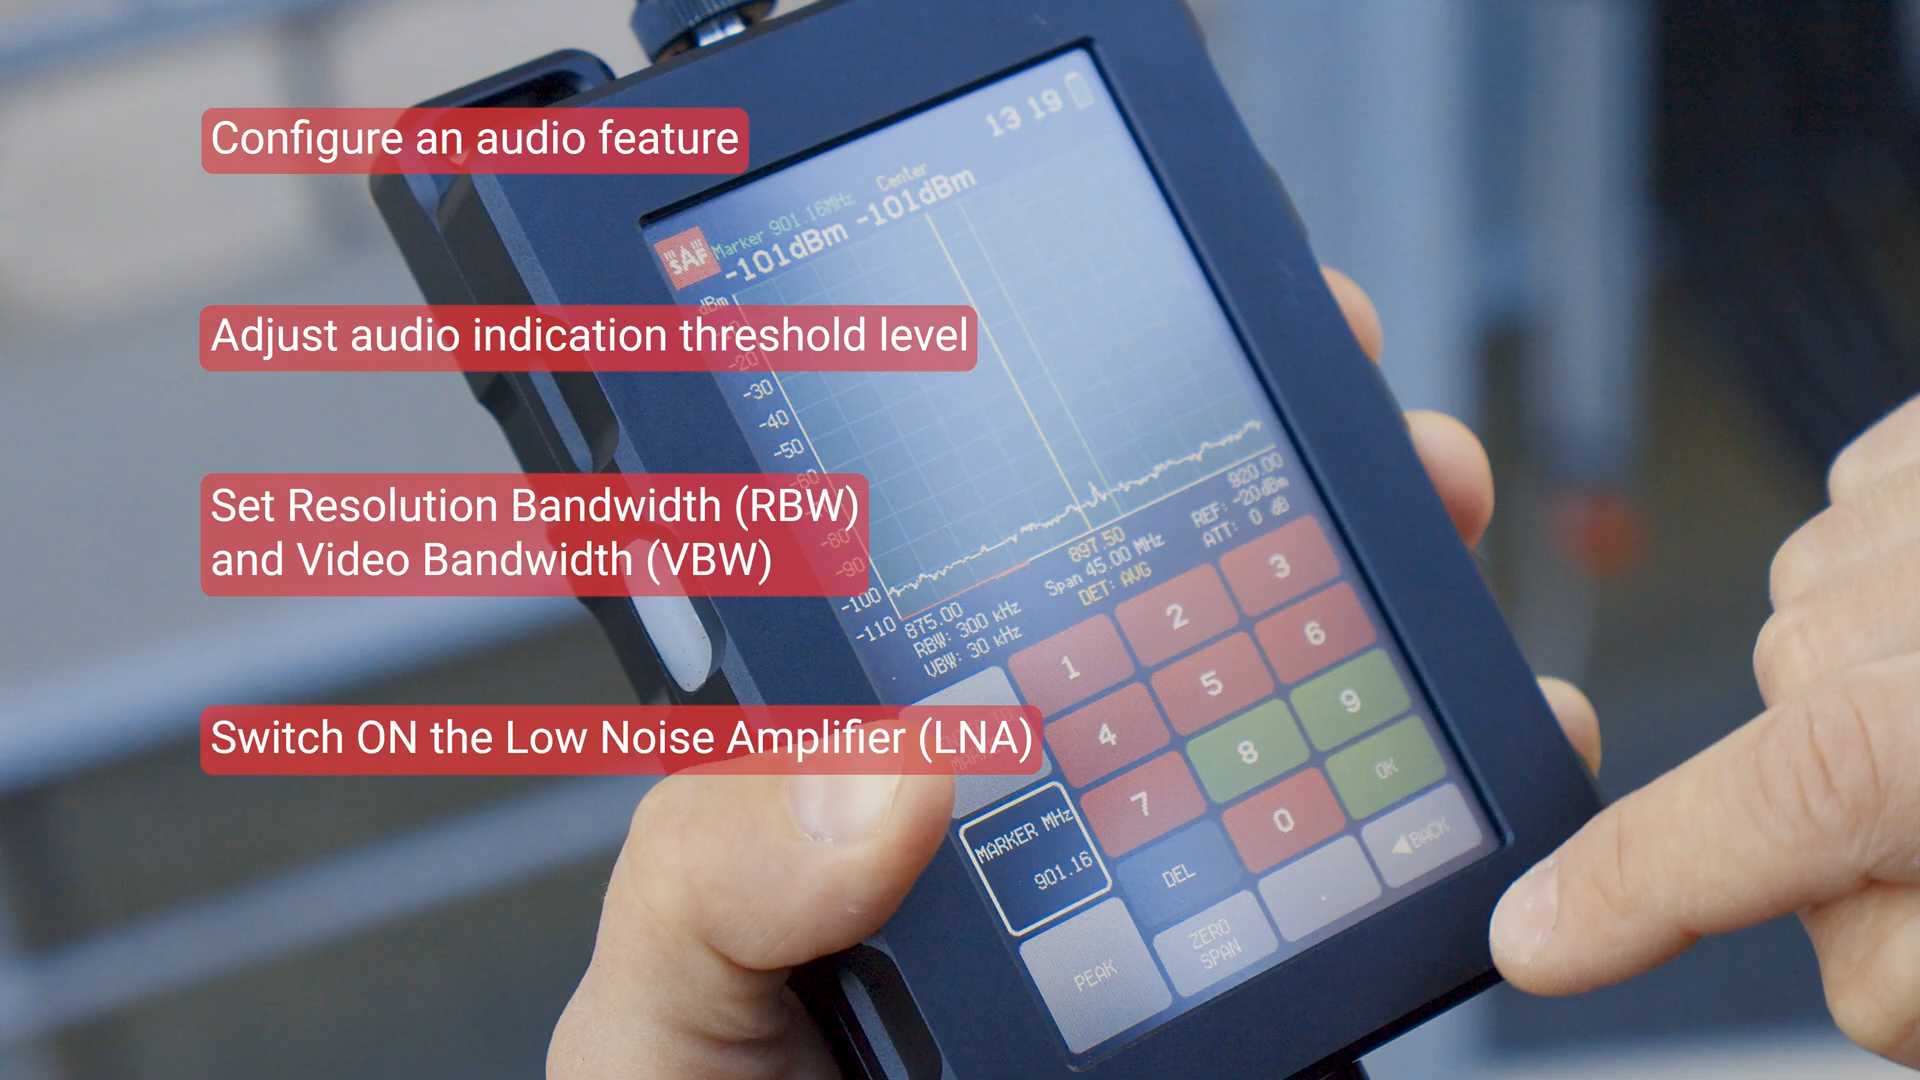 Configure an audio feature
Adjust audio indication threshold level
Set Resolution Bandwidth (RBW)
and Video Bandwidth (VBW)
Switch ON the Low Noise Amplifier (LNA)
13 19
SAF
Marker 901.16MHz
Center
-101dBm -101dBm
dBm
-20
-30
-40
-50
-60
-80
-90
-100
-110
875.00
897.50
920.00
RBW: 300 kHz
VBW: 30 kHz
Span 45.00 MHz
DET: AVG
REF: -20dBm
ATT: 0 dB
1
2
3
4
5
6
7
8
9
0
OK
MARKER MHz
901.16
DEL
.
◀BACK
PEAK
ZERO
SPAN